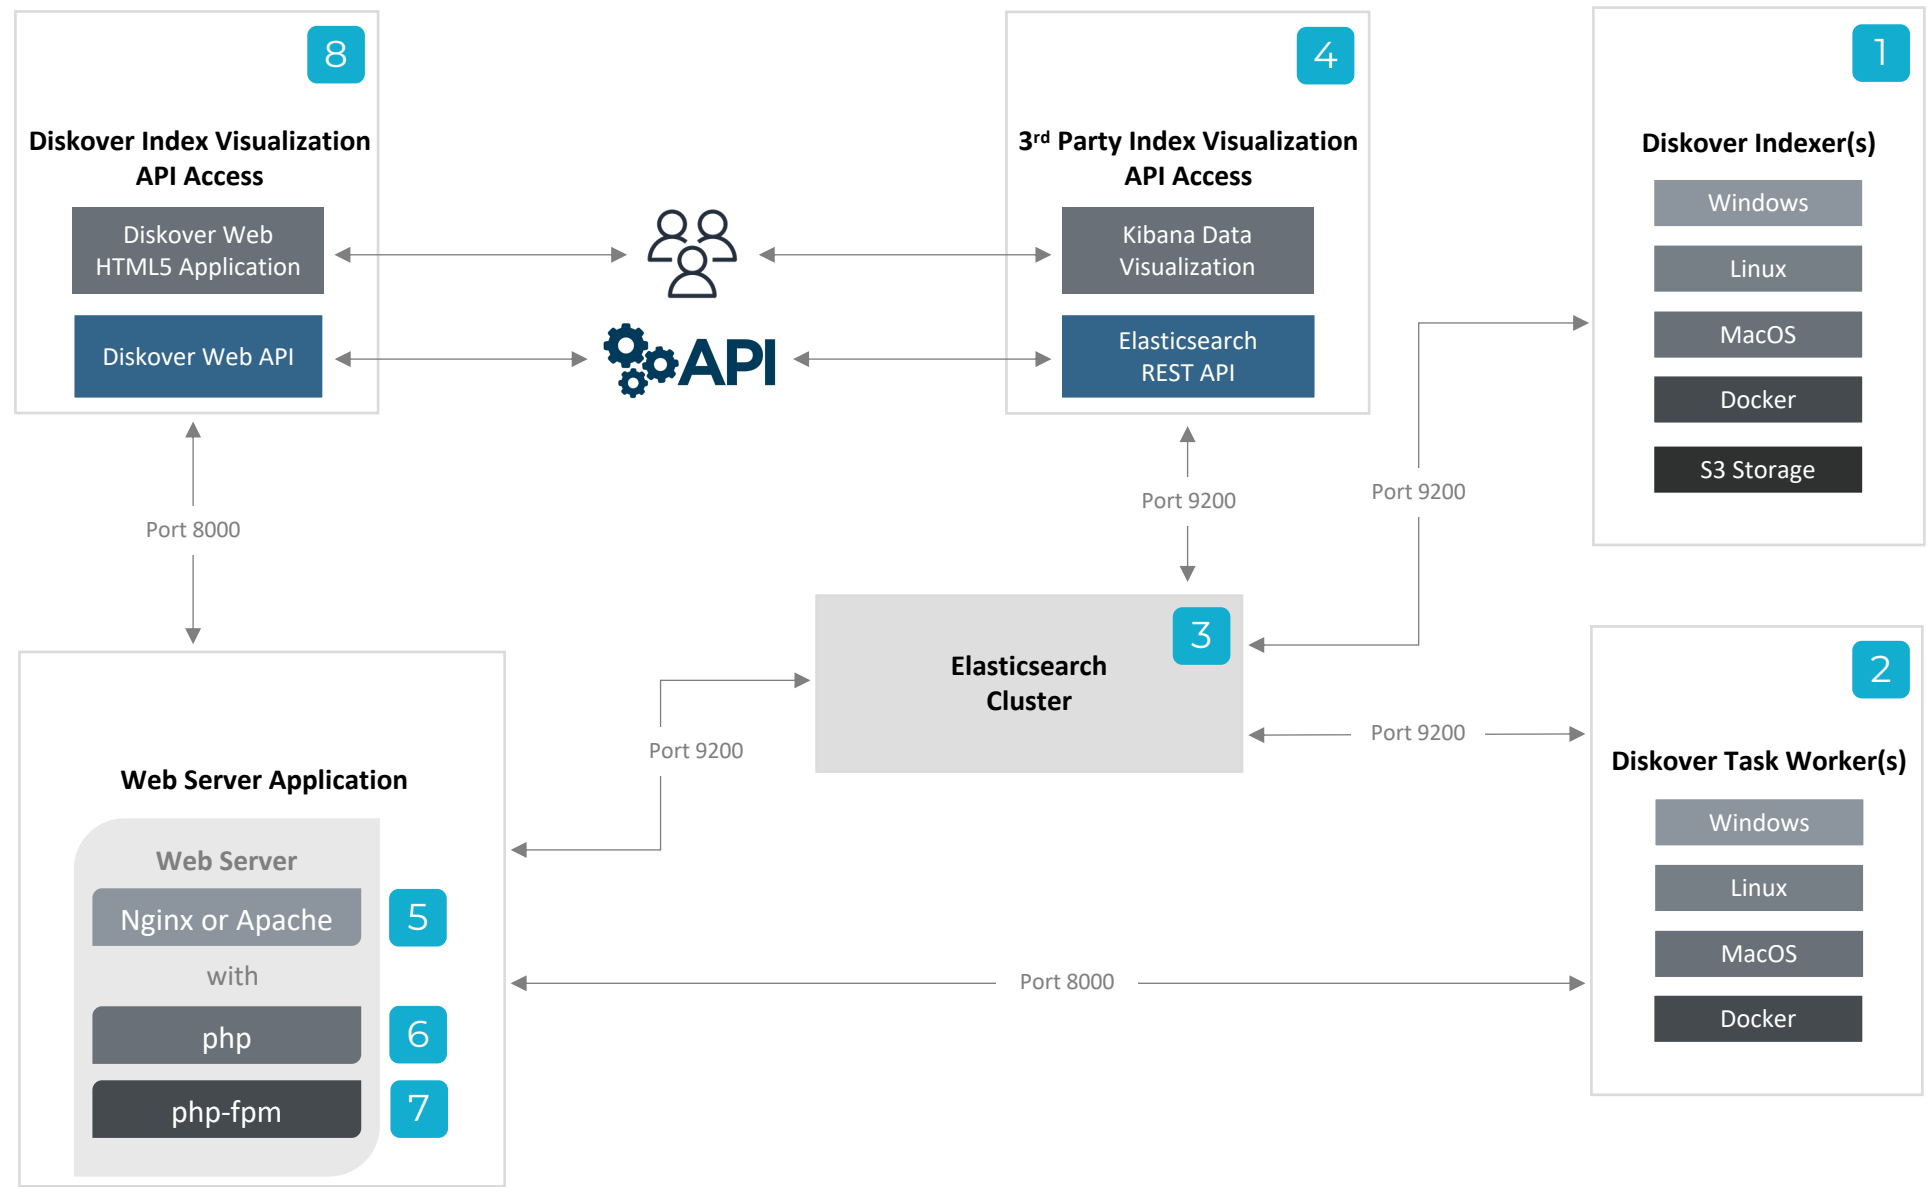 8
Diskover Index Visualization
API Access
Diskover Web
HTML5 Application
Diskover Web API
API
4
3rd Party Index Visualization
API Access
Kibana Data
Visualization
Elasticsearch
REST API
1
Diskover Indexer(s)
Windows
Linux
MacOS
Docker
S3 Storage
Port 8000
Port 9200
Port 9200
3
Elasticsearch
Cluster
Port 9200
Port 9200
2
Diskover Task Worker(s)
Windows
Linux
MacOS
Docker
Web Server Application
Web Server
Nginx or Apache
5
with
php
6
php-fpm
7
Port 8000